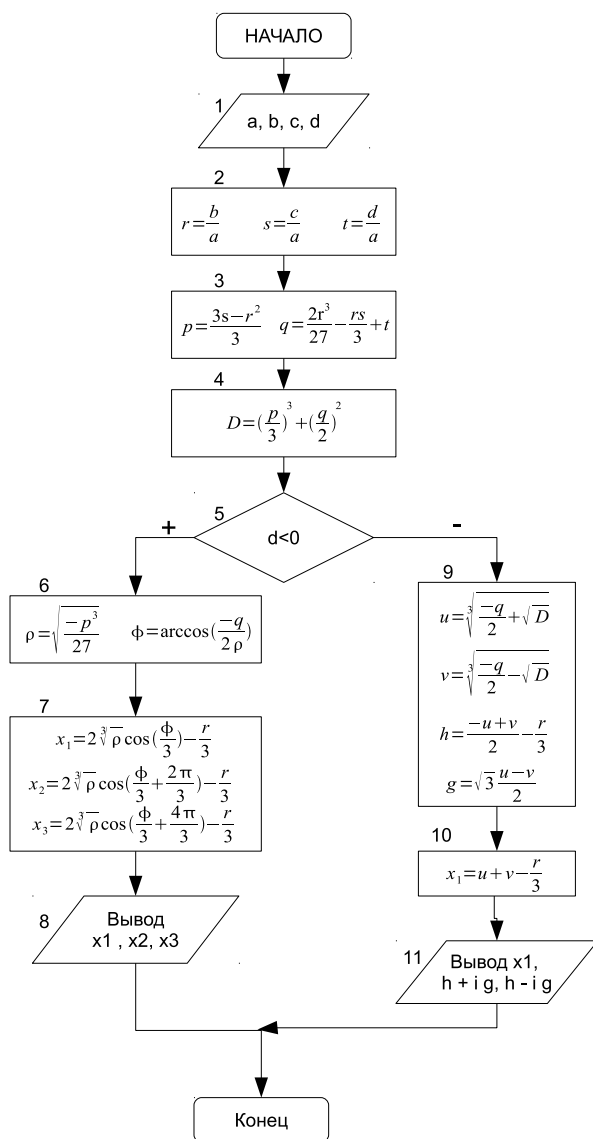 НАЧАЛО
1
a, b, c, d
2
r = b/a   s = c/a   t = d/a
3
p = (3s − r²)/3   q = 2r³/27 − rs/3 + t
4
D = (p/3)³ + (q/2)²
5
+
d<0
-
6
ρ = √(−p³/27)   ϕ = arccos(−q/(2ρ))
7
x₁ = 2∛ρ cos(ϕ/3) − r/3
x₂ = 2∛ρ cos(ϕ/3 + 2π/3) − r/3
x₃ = 2∛ρ cos(ϕ/3 + 4π/3) − r/3
8
Вывод
x1 , x2, x3
9
u = ∛(−q/2 + √D)
v = ∛(−q/2 − √D)
h = (−u + v)/2 − r/3
g = √3 (u − v)/2
10
x₁ = u + v − r/3
11
Вывод x1,
h + i g, h - i g
Конец